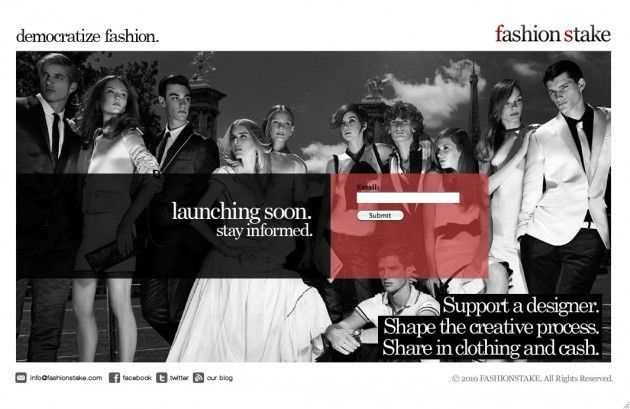 democratize fashion.
fashion stake
launching soon.
stay informed.
Email:
Submit
Support a designer.
Shape the creative process.
Share in clothing and cash.
info@fashionstake.com
facebook
twitter
our blog
. © 2010 FASHIONSTAKE. All Rights Reserved.